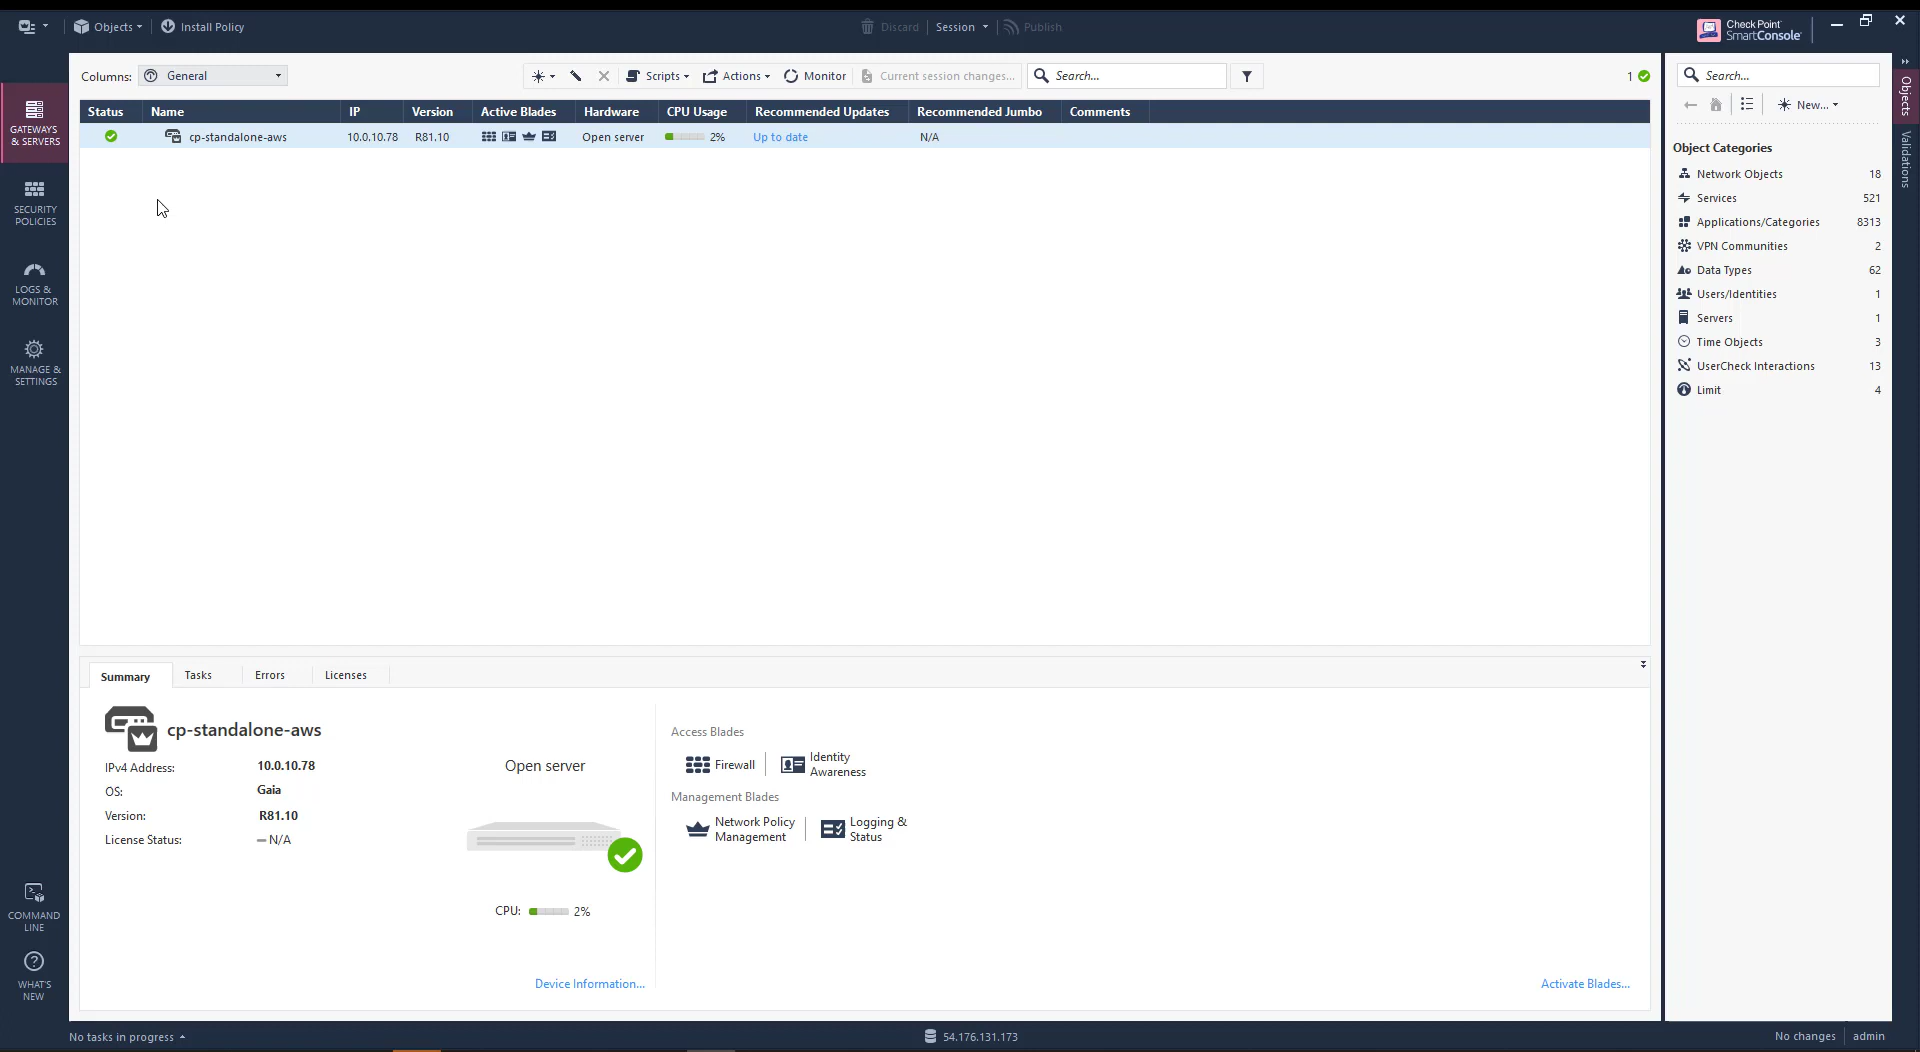 Objects
Install Policy
Discard
Session
Publish
Check Point
SmartConsole
Columns:
General
Scripts
Actions
Monitor
Current session changes...
Search...
1
Status
Name
IP
Version
Active Blades
Hardware
CPU Usage
Recommended Updates
Recommended Jumbo
Comments
cp-standalone-aws
10.0.10.78
R81.10
Open server
2%
Up to date
N/A
GATEWAYS
& SERVERS
SECURITY
POLICIES
LOGS &
MONITOR
MANAGE &
SETTINGS
COMMAND
LINE
WHAT'S
NEW
Summary
Tasks
Errors
Licenses
cp-standalone-aws
IPv4 Address:
10.0.10.78
OS:
Gaia
Version:
R81.10
License Status:
N/A
Open server
CPU:
2%
Device Information...
Access Blades
Firewall
Identity
Awareness
Management Blades
Network Policy
Management
Logging &
Status
Activate Blades...
Search...
New...
Object Categories
Network Objects 18
Services 521
Applications/Categories 8313
VPN Communities 2
Data Types 62
Users/Identities 1
Servers 1
Time Objects 3
UserCheck Interactions 13
Limit 4
Objects
Validations
No tasks in progress
54.176.131.173
No changes
admin